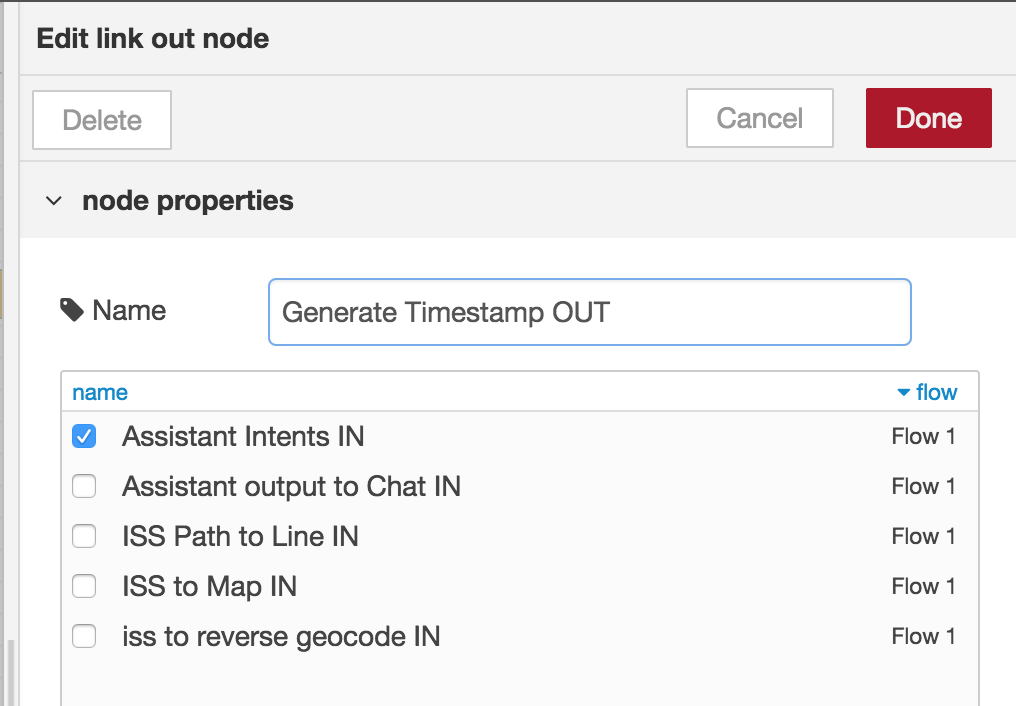 Edit link out node
Delete Cancel Done
node properties
Name Generate Timestamp OUT
name flow
Assistant Intents IN Flow 1
Assistant output to Chat IN Flow 1
ISS Path to Line IN Flow 1
ISS to Map IN Flow 1
iss to reverse geocode IN Flow 1